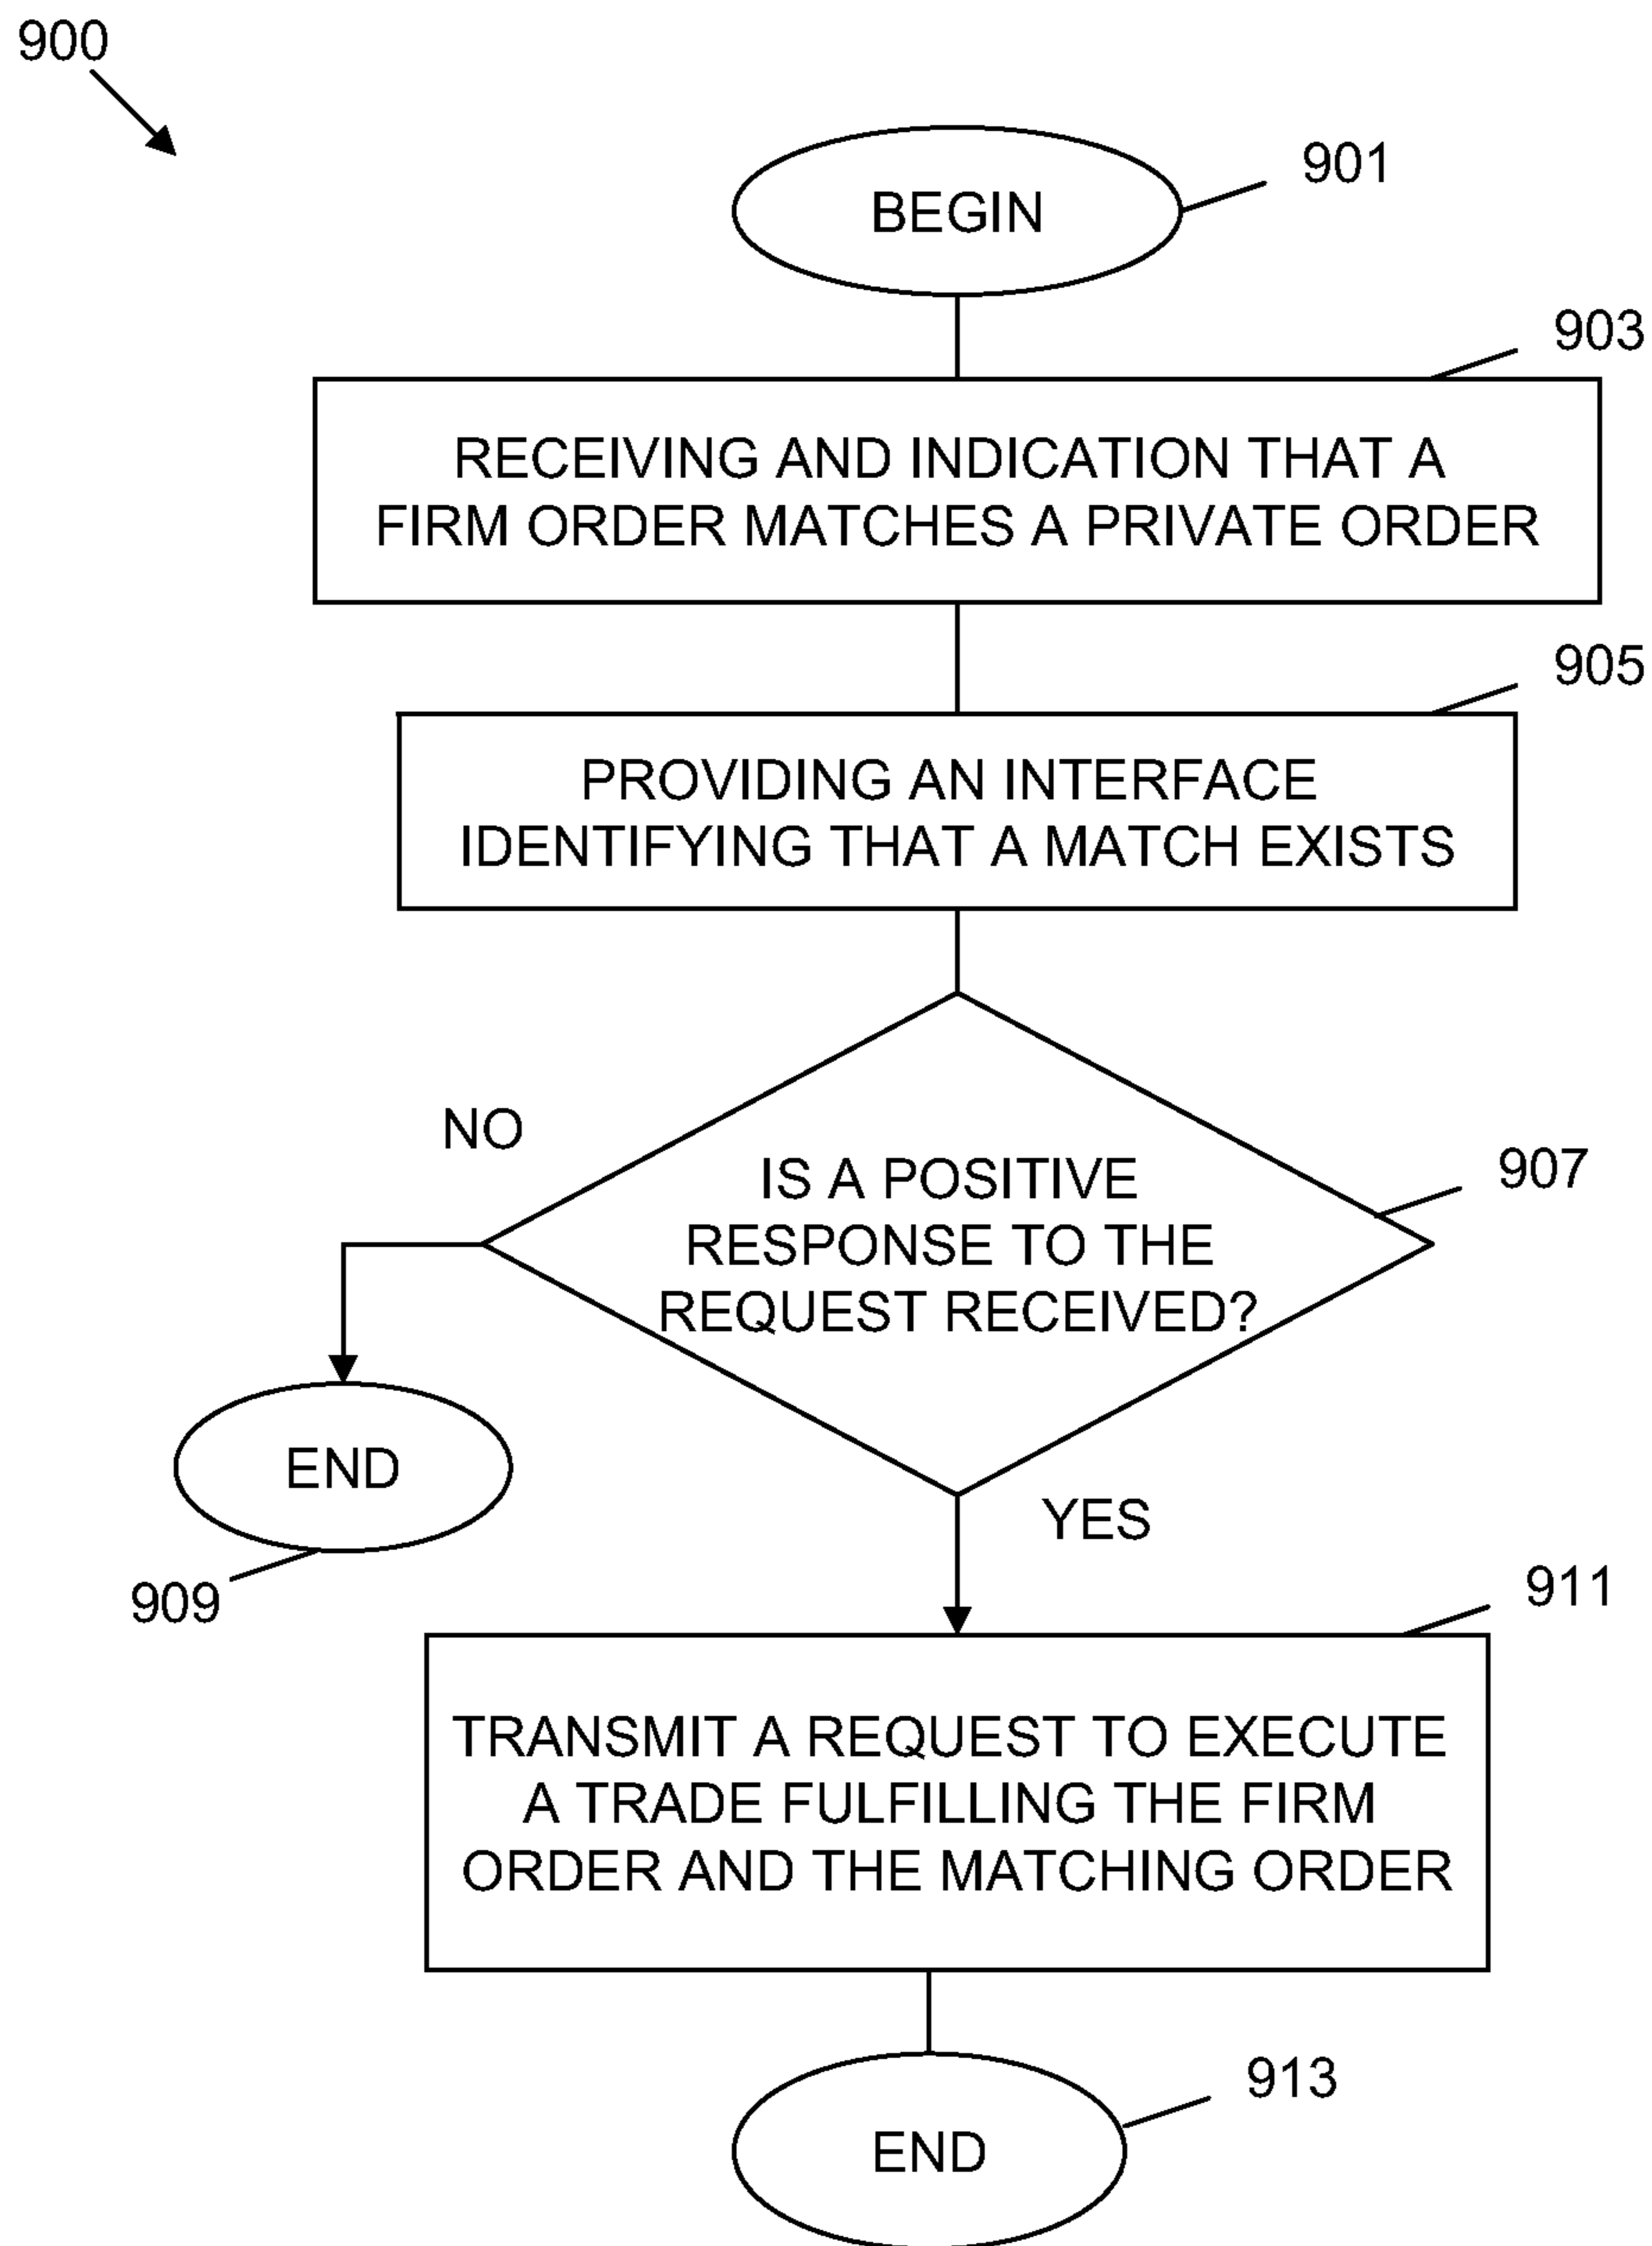 900
BEGIN
901
903
RECEIVING AND INDICATION THAT A
FIRM ORDER MATCHES A PRIVATE ORDER
905
PROVIDING AN INTERFACE
IDENTIFYING THAT A MATCH EXISTS
NO
907
IS A POSITIVE
RESPONSE TO THE
REQUEST RECEIVED?
END
909
YES
911
TRANSMIT A REQUEST TO EXECUTE
A TRADE FULFILLING THE FIRM
ORDER AND THE MATCHING ORDER
913
END